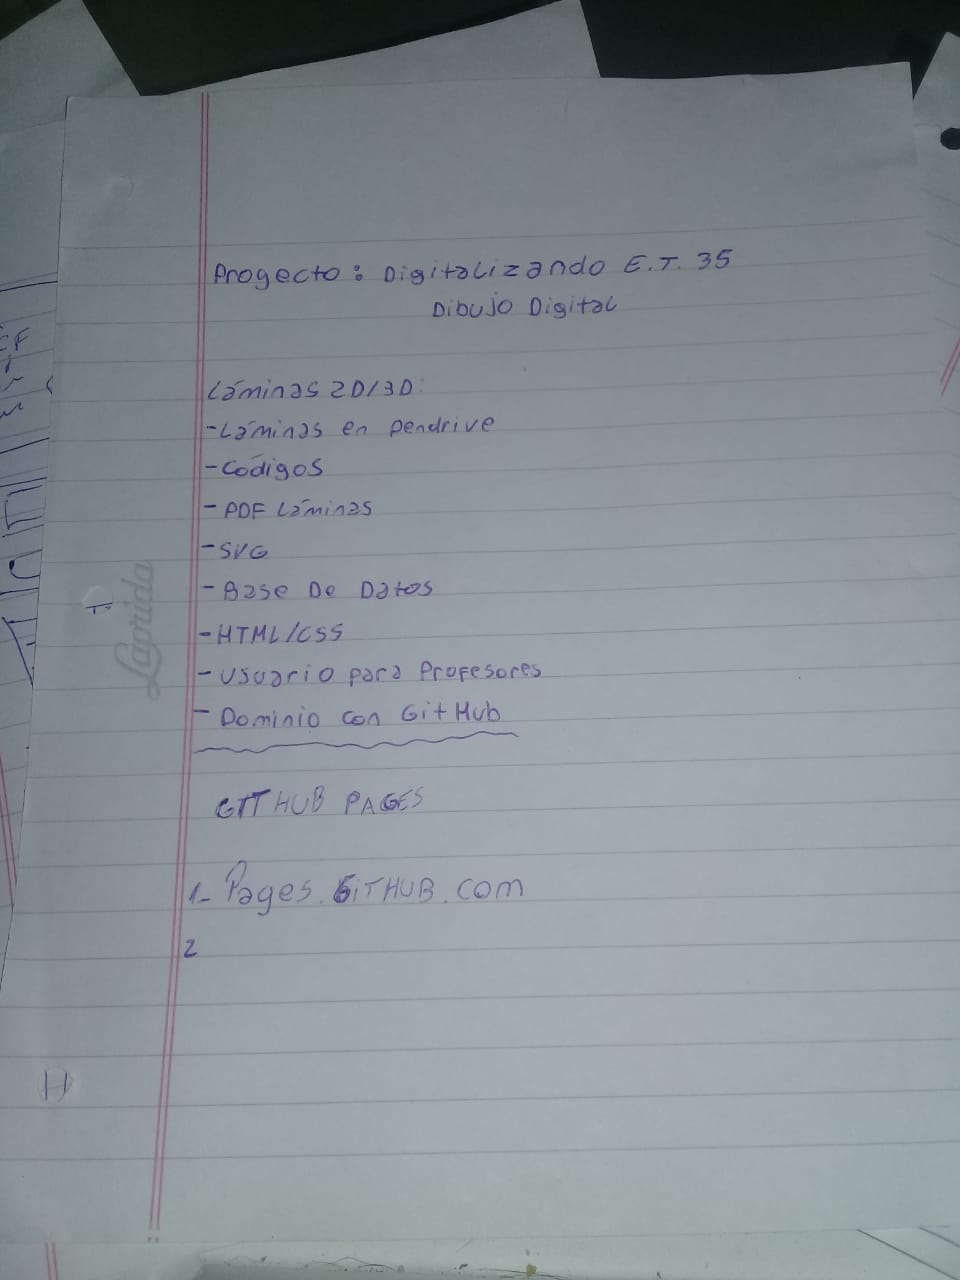 Proyecto: Digitalizando E.T. 35
Dibujo Digital
Láminas 2D/3D:
- Láminas en pendrive
- Códigos
- PDF Láminas
- SVG
- Base De Datos
- HTML/CSS
- Usuario para Profesores
- Dominio con GitHub
GITHUB PAGES
1- Pages.GITHUB.com
2
Laprida